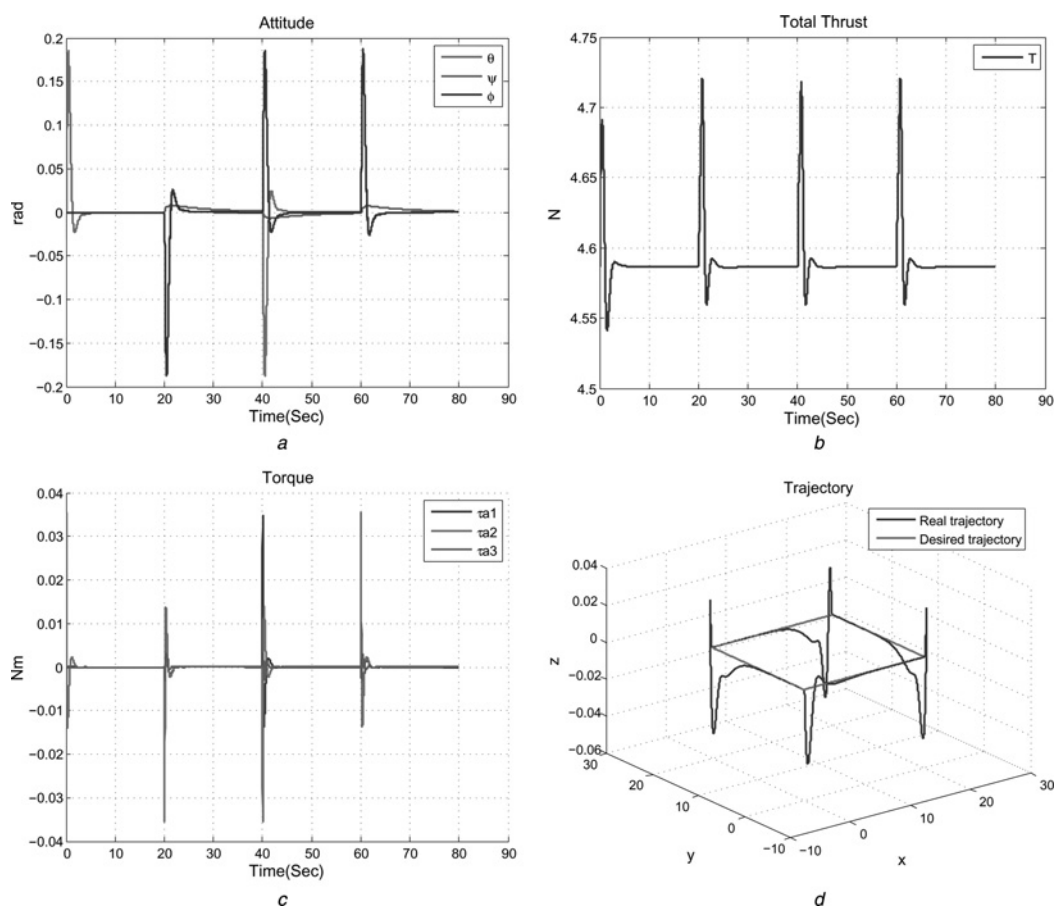 Attitude
0.2
0.15
0.1
0.05
0
−0.05
−0.1
−0.15
−0.2
rad
θ
ψ
ϕ
0 10 20 30 40 50 60 70 80 90
Time(Sec)
a
Total Thrust
4.75
4.7
4.65
4.6
4.55
4.5
N
T
0 10 20 30 40 50 60 70 80 90
Time(Sec)
b
Torque
0.04
0.03
0.02
0.01
0
−0.01
−0.02
−0.03
−0.04
Nm
τa1
τa2
τa3
0 10 20 30 40 50 60 70 80 90
Time(Sec)
c
Trajectory
Real trajectory
Desired trajectory
0.04
0.02
0
−0.02
−0.04
−0.06
z
30
20
10
0
−10
y
−10
0
10
20
30
x
d